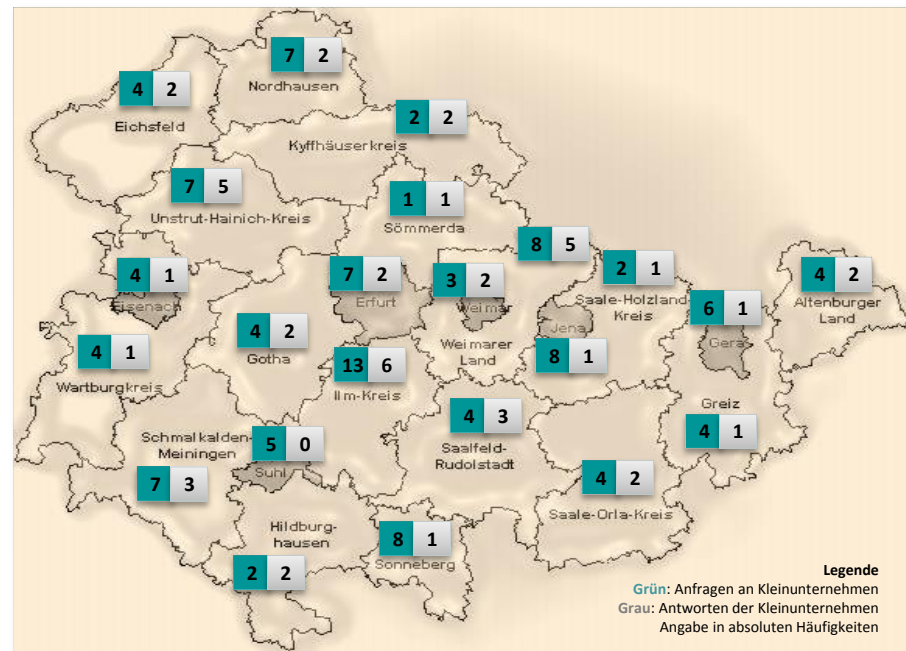 7 2
Nordhausen
4 2
Eichsfeld
2 2
Kyffhäuserkreis
7 5
Unstrut-Hainich-Kreis
1 1
Sömmerda
8 5
4 1
Eisenach
7 2
Erfurt
3 2
Weimar
2 1
Saale-Holzland-
Kreis
4 2
Altenburger
Land
6 1
Gera
4 2
Gotha
Weimarer
Land
Jena
8 1
4 1
Wartburgkreis
13 6
Ilm-Kreis
Greiz
4 1
Schmalkalden-
Meiningen
7 3
5 0
Suhl
4 3
Saalfeld-
Rudolstadt
4 2
Saale-Orla-Kreis
Hildburg-
hausen
2 2
8 1
Sonneberg
Legende
Grün: Anfragen an Kleinunternehmen
Grau: Antworten der Kleinunternehmen
Angabe in absoluten Häufigkeiten